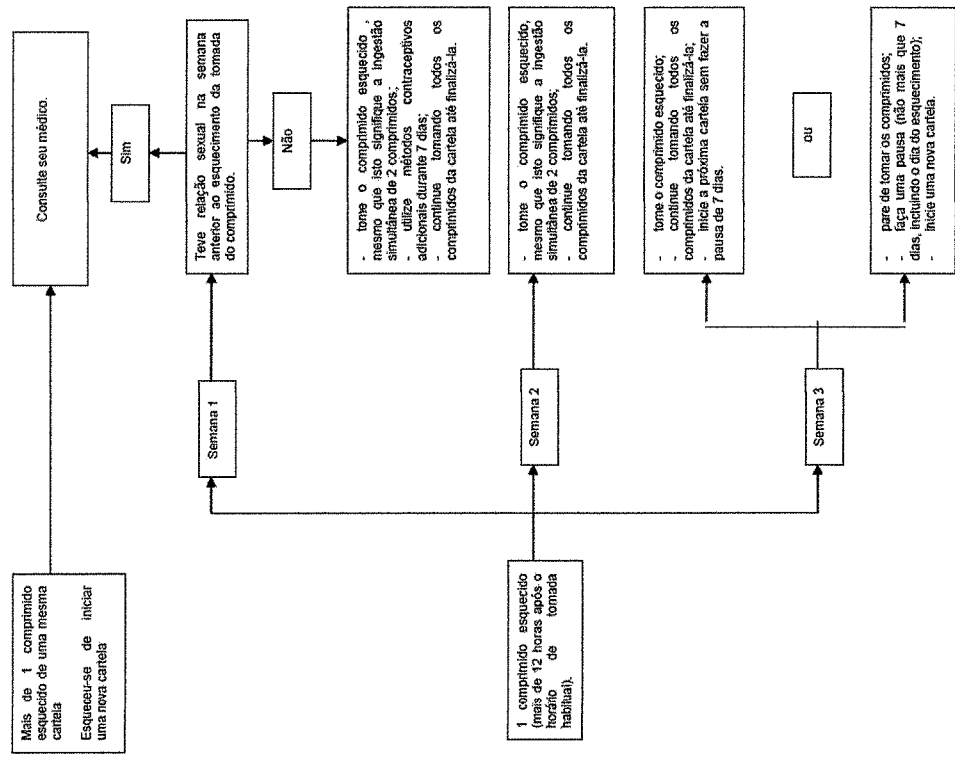 Mais de 1 comprimido
esquecido de uma mesma
cartela
Esqueceu-se de iniciar
uma nova cartela
Consulte seu médico.
Sim
Teve relação sexual na semana
anterior ao esquecimento da tomada
do comprimido.
Não
- tome o comprimido esquecido ,
mesmo que isto signifique a ingestão
simultânea de 2 comprimidos;
- utilize métodos contraceptivos
adicionais durante 7 dias;
- continue tomando todos os
comprimidos da cartela até finalizá-la.
Semana 1
1 comprimido esquecido
(mais de 12 horas após o
horário de tomada
habitual).
Semana 2
- tome o comprimido esquecido,
mesmo que isto signifique a ingestão
simultânea de 2 comprimidos;
- continue tomando todos os
comprimidos da cartela até finalizá-la.
Semana 3
- tome o comprimido esquecido;
- continue tomando todos os
comprimidos da cartela até finalizá-la;
- inicie a próxima cartela sem fazer a
pausa de 7 dias.
ou
- pare de tomar os comprimidos;
- faça uma pausa (não mais que 7
dias, incluindo o dia do esquecimento);
- inicie uma nova cartela.